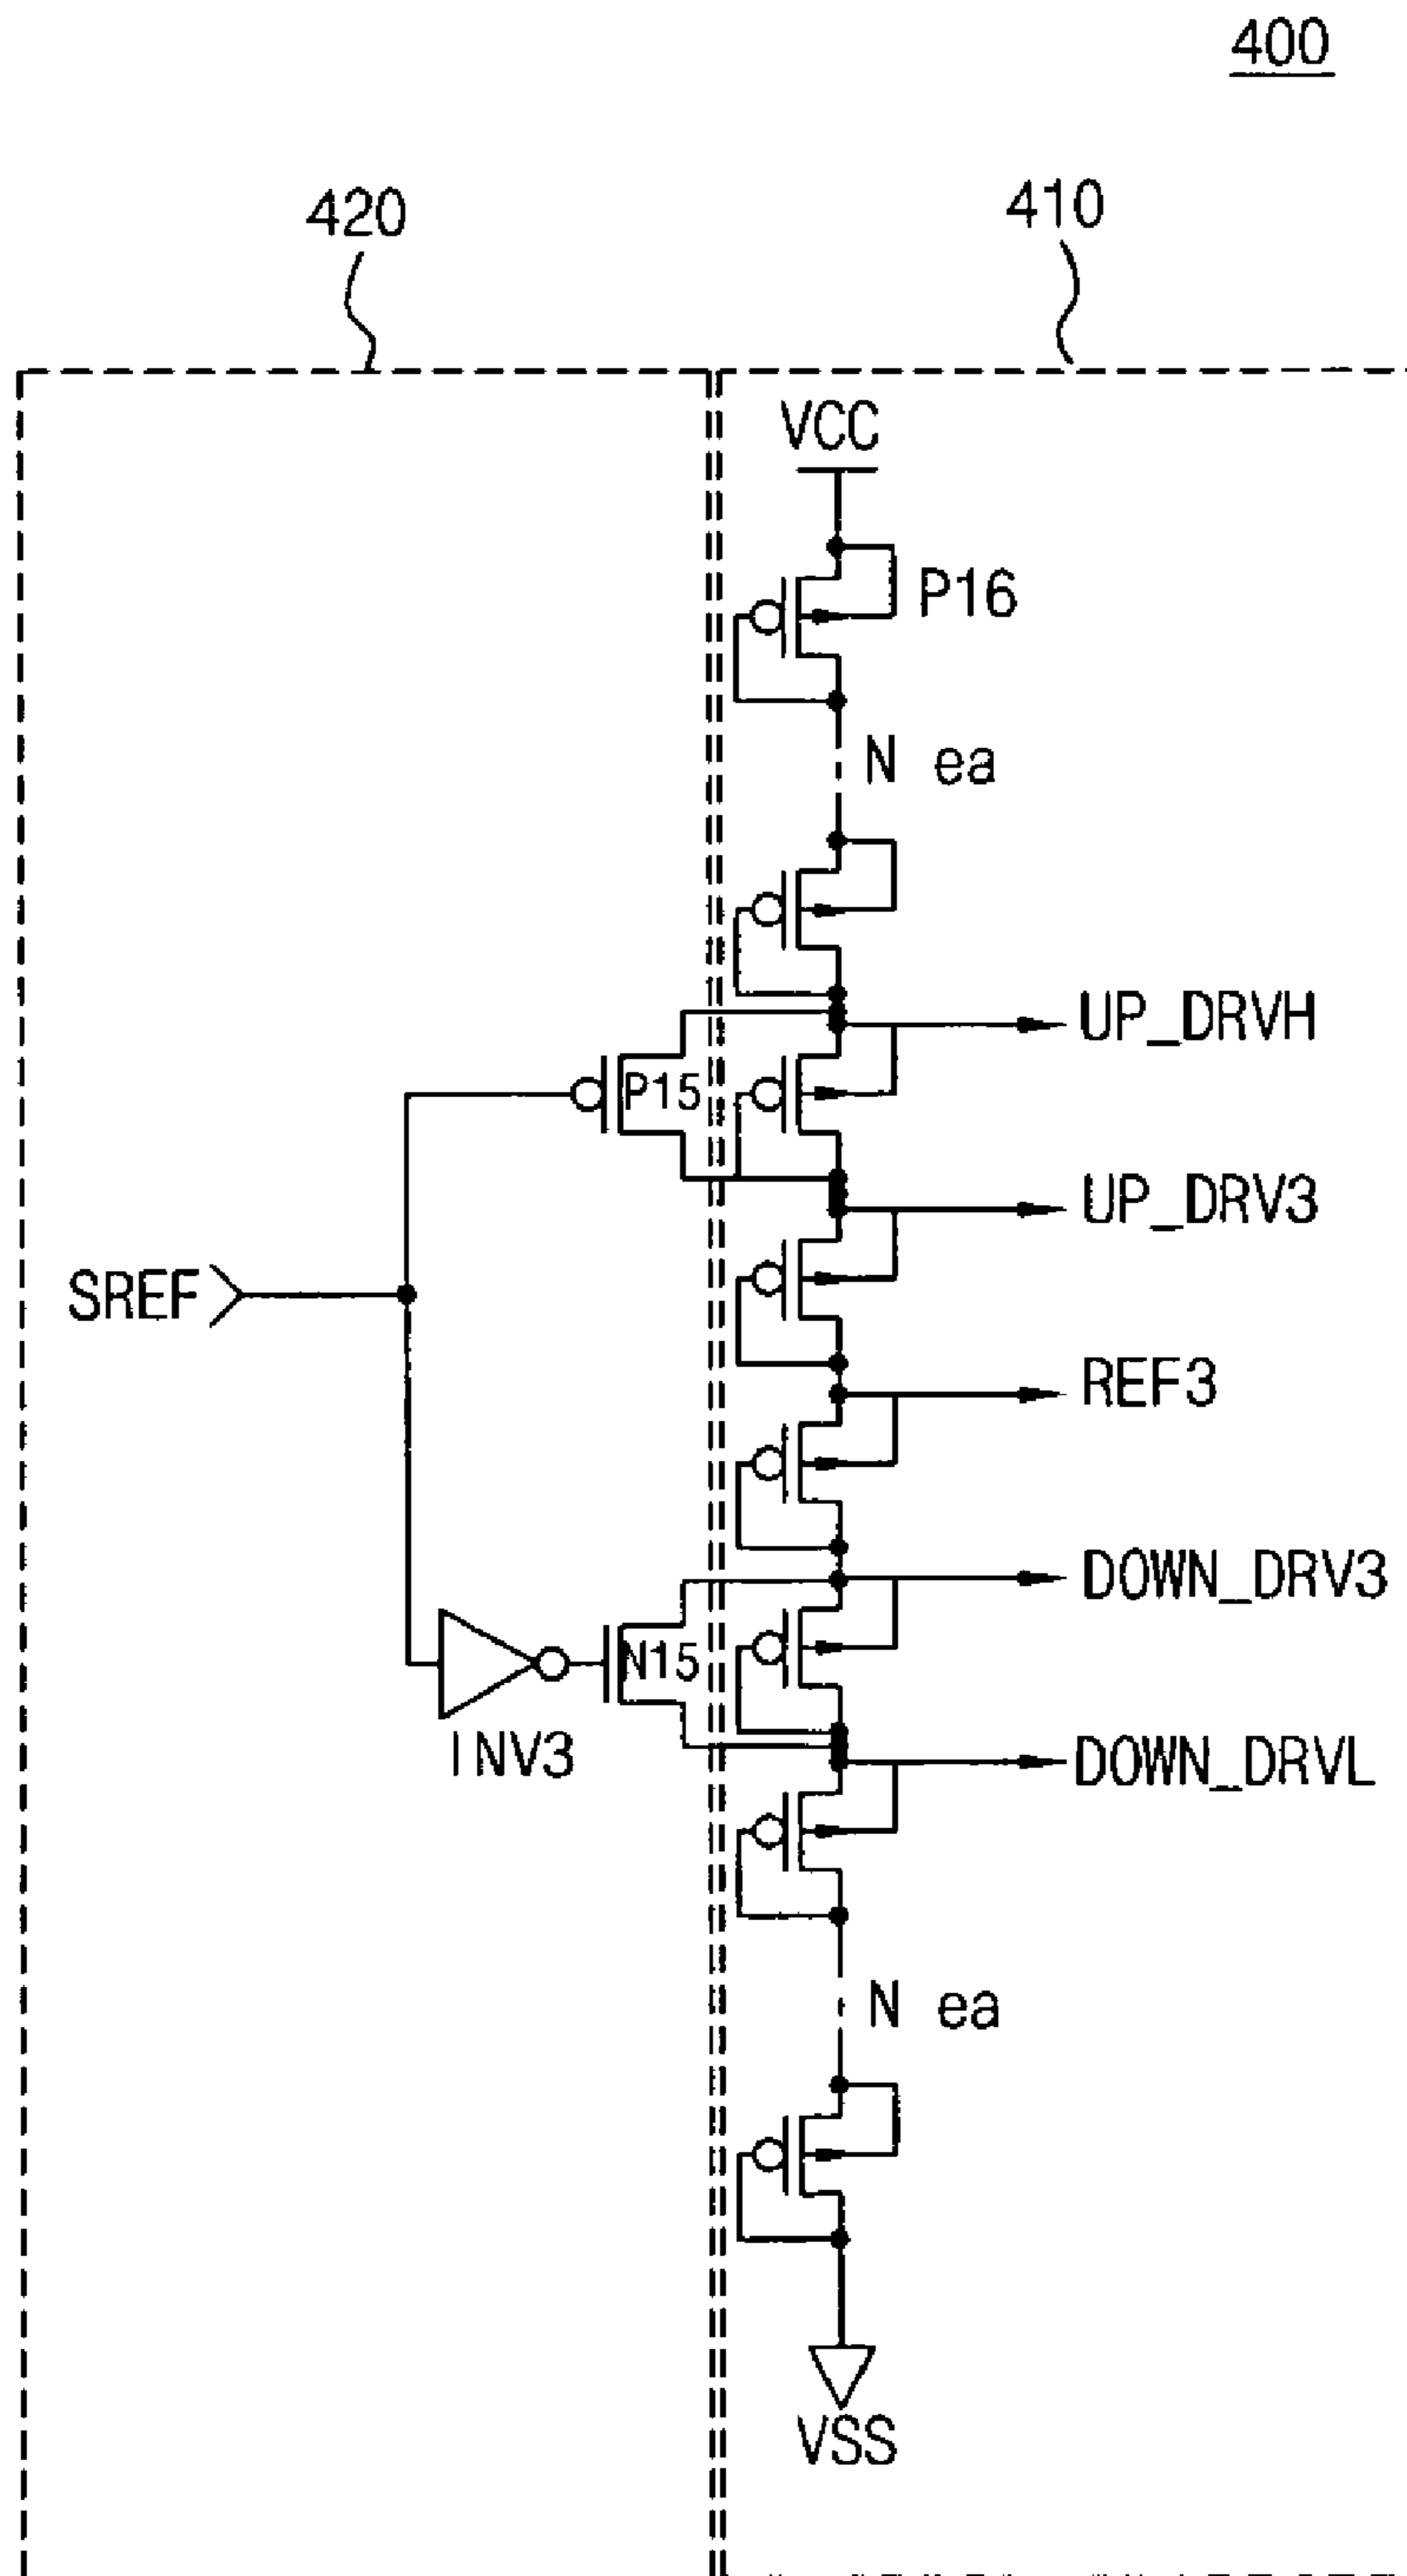 400
420
410
VCC
P16
N ea
UP_DRVH
P15
UP_DRV3
SREF
REF3
DOWN_DRV3
N15
INV3
DOWN_DRVL
N ea
VSS